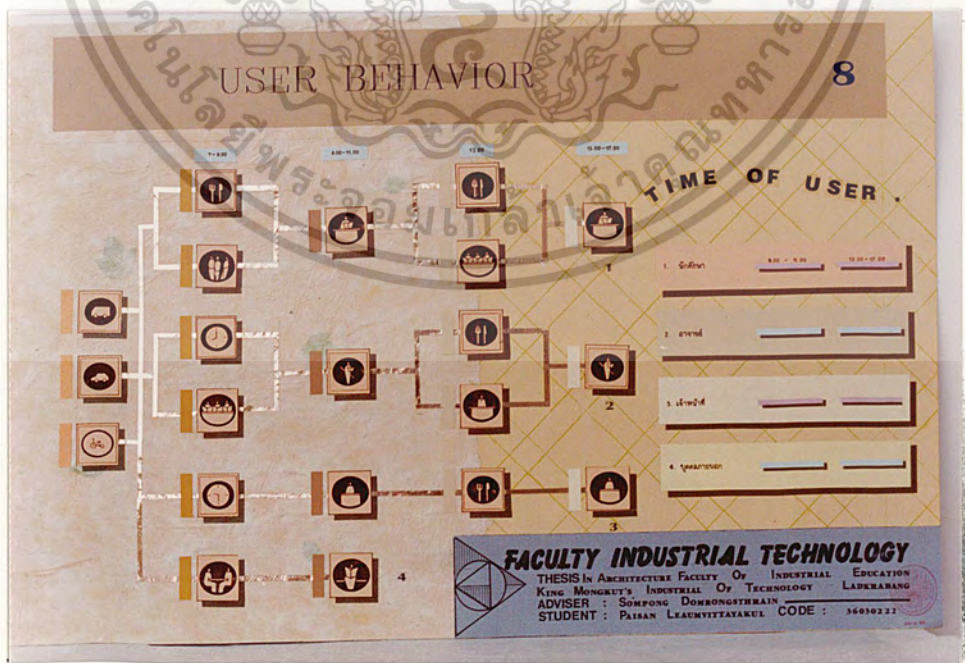 USER BEHAVIOR
8
7-8.00
8.00-11.00
12.00
13.00-17.00
TIME OF USER .
1
2
3
4
1. นักศึกษา 8.00 - 11.00 13.00-17.00
2. อาจารย์
3. เจ้าหน้าที่
4. บุคคลภายนอก
FACULTY INDUSTRIAL TECHNOLOGY
THESIS IN ARCHITECTURE FACULTY OF INDUSTRIAL EDUCATION
KING MONGKUT'S INDUSTRIAL OF TECHNOLOGY LADKRABANG
ADVISER : SOMPONG DOMRONGSTHRAIN
STUDENT : PAISAN LEAUMVITTAYAKUL CODE : 36030222